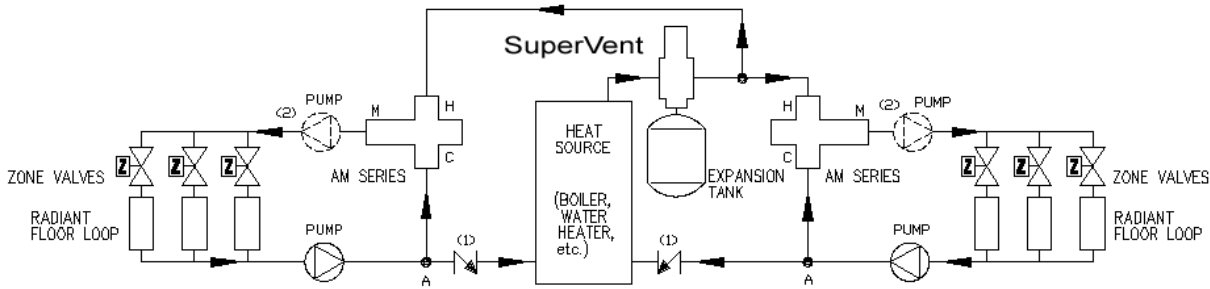 SuperVent
(2)
PUMP
M
H
C
AM SERIES
HEAT
SOURCE
(BOILER,
WATER
HEATER,
etc.)
EXPANSION
TANK
H
M
C
AM SERIES
(2)
PUMP
Z
Z
Z
ZONE VALVES
Z
Z
Z
ZONE VALVES
RADIANT
FLOOR LOOP
PUMP
(1)
A
(1)
A
PUMP
RADIANT
FLOOR LOOP